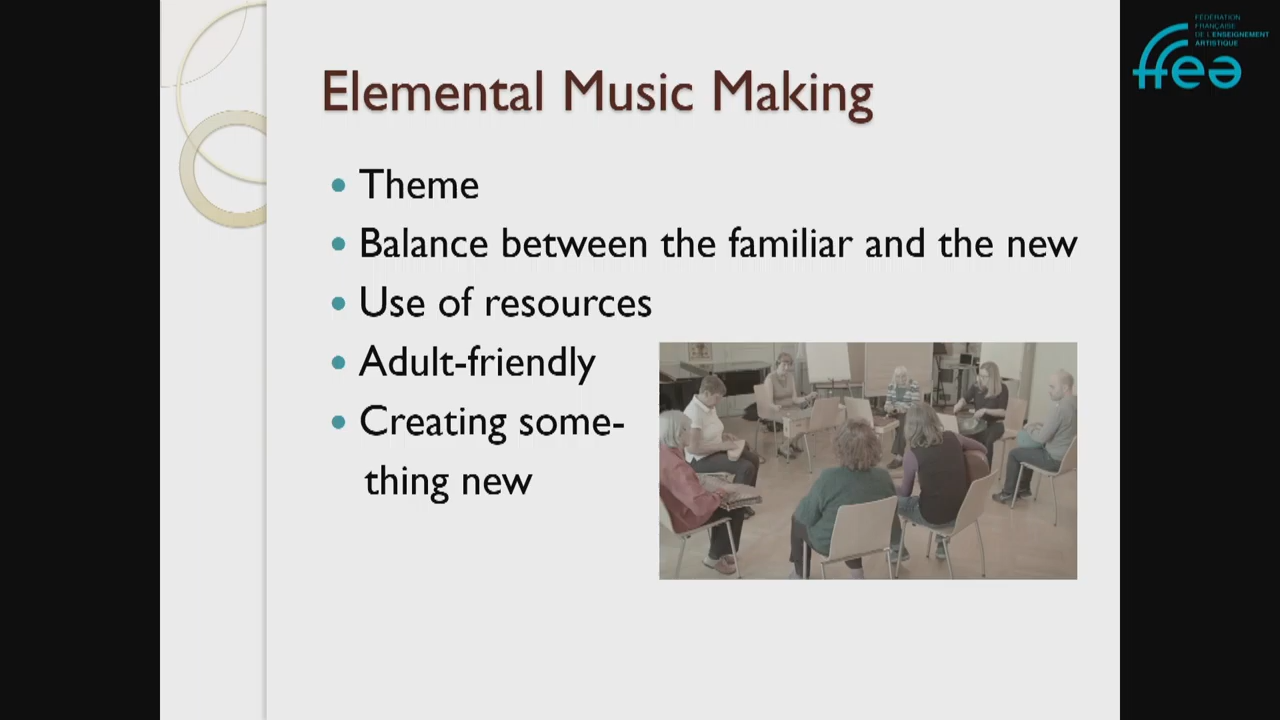 Elemental Music Making
Theme
Balance between the familiar and the new
Use of resources
Adult-friendly
Creating some-
thing new
FÉDÉRATION
FRANÇAISE
DE L'ENSEIGNEMENT
ARTISTIQUE
ffea